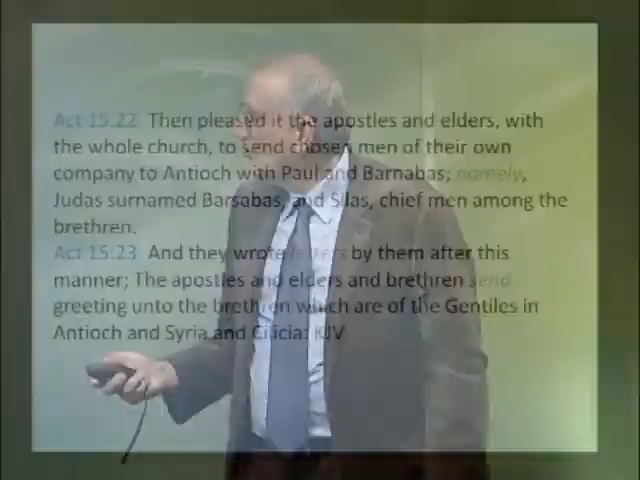 Act 15:22 Then pleased it the apostles and elders, with
the whole church, to send chosen men of their own
company to Antioch with Paul and Barnabas; namely,
Judas surnamed Barsabas, and Silas, chief men among the
brethren.
Act 15:23 And they wrote letters by them after this
manner; The apostles and elders and brethren send
greeting unto the brethren which are of the Gentiles in
Antioch and Syria and Cilicia: KJV